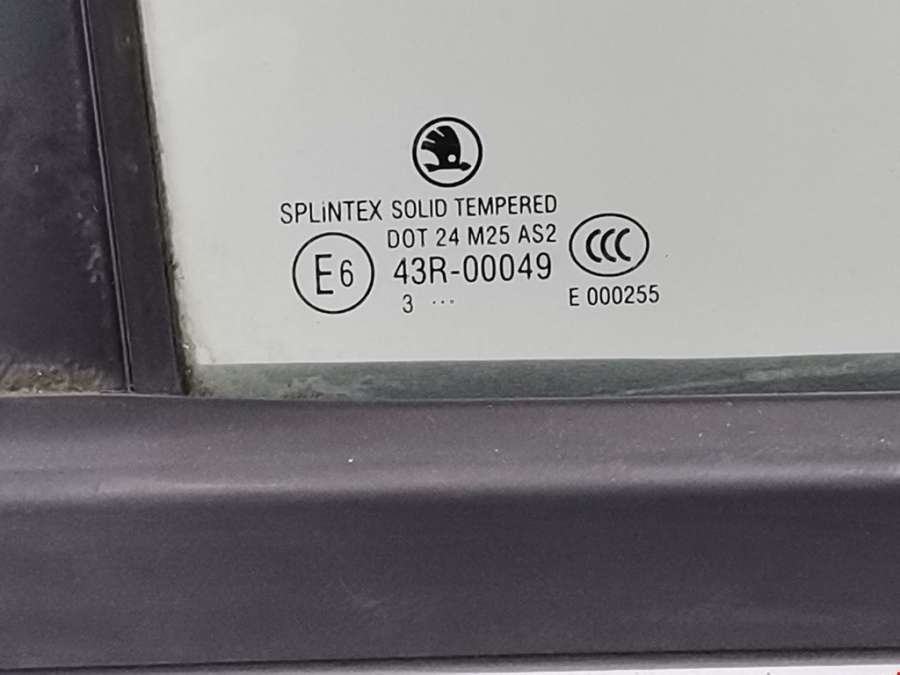 SPLiNTEX SOLID TEMPERED
DOT 24 M25 AS2
CCC
E6
43R-00049
3 ...
E 000255